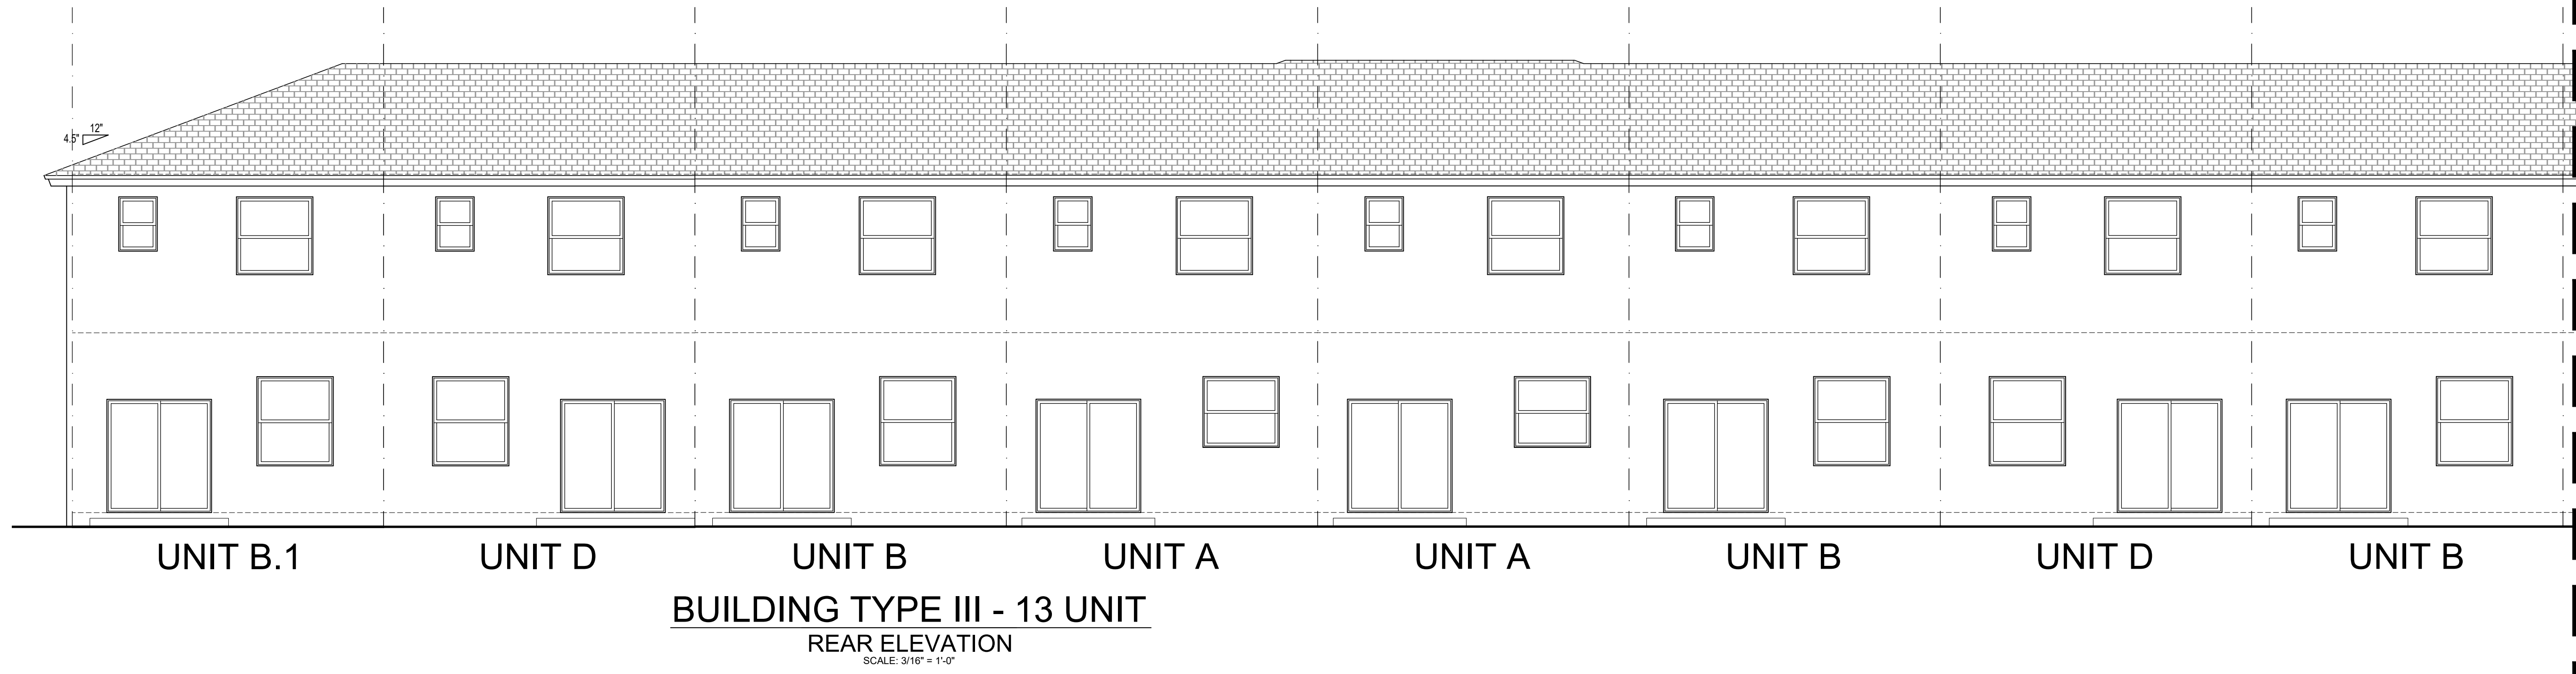 12"
4.5"
UNIT B.1 UNIT D UNIT B UNIT A UNIT A UNIT B UNIT D UNIT B
BUILDING TYPE III - 13 UNIT
REAR ELEVATION
SCALE: 3/16" = 1'-0"